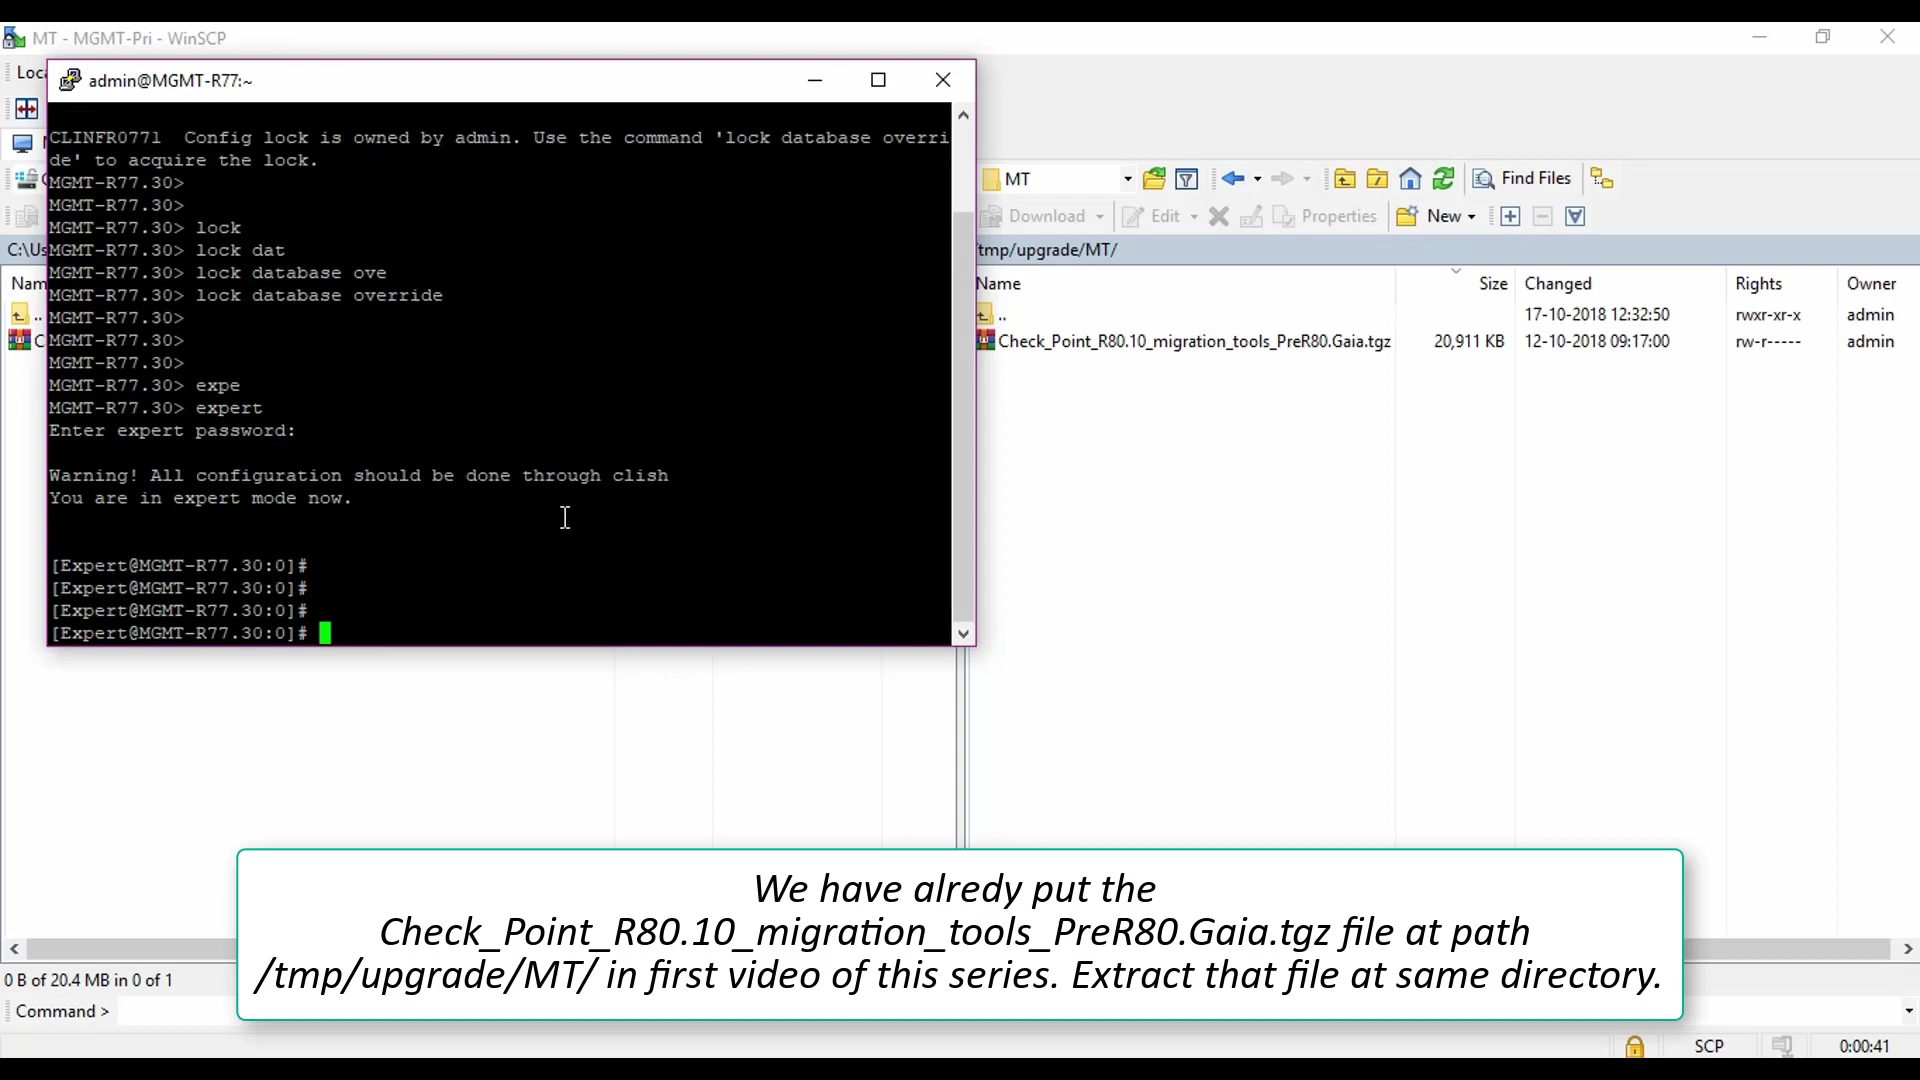 MT - MGMT-Pri - WinSCP
Loc
admin@MGMT-R77:~
CLINFR0771  Config lock is owned by admin. Use the command 'lock database overri
de' to acquire the lock.
MGMT-R77.30>
MGMT-R77.30>
MGMT-R77.30> lock
MGMT-R77.30> lock dat
MGMT-R77.30> lock database ove
MGMT-R77.30> lock database override
MGMT-R77.30>
MGMT-R77.30>
MGMT-R77.30>
MGMT-R77.30> expe
MGMT-R77.30> expert
Enter expert password:
Warning! All configuration should be done through clish
You are in expert mode now.
[Expert@MGMT-R77.30:0]#
[Expert@MGMT-R77.30:0]#
[Expert@MGMT-R77.30:0]#
[Expert@MGMT-R77.30:0]#
C:\Us
Nam
..
C
MT
Find Files
Download
Edit
Properties
New
/tmp/upgrade/MT/
Name Size Changed Rights Owner
.. 17-10-2018 12:32:50 rwxr-xr-x admin
Check_Point_R80.10_migration_tools_PreR80.Gaia.tgz 20,911 KB 12-10-2018 09:17:00 rw-r----- admin
We have alredy put the
Check_Point_R80.10_migration_tools_PreR80.Gaia.tgz file at path
/tmp/upgrade/MT/ in first video of this series. Extract that file at same directory.
0 B of 20.4 MB in 0 of 1
Command >
SCP
0:00:41